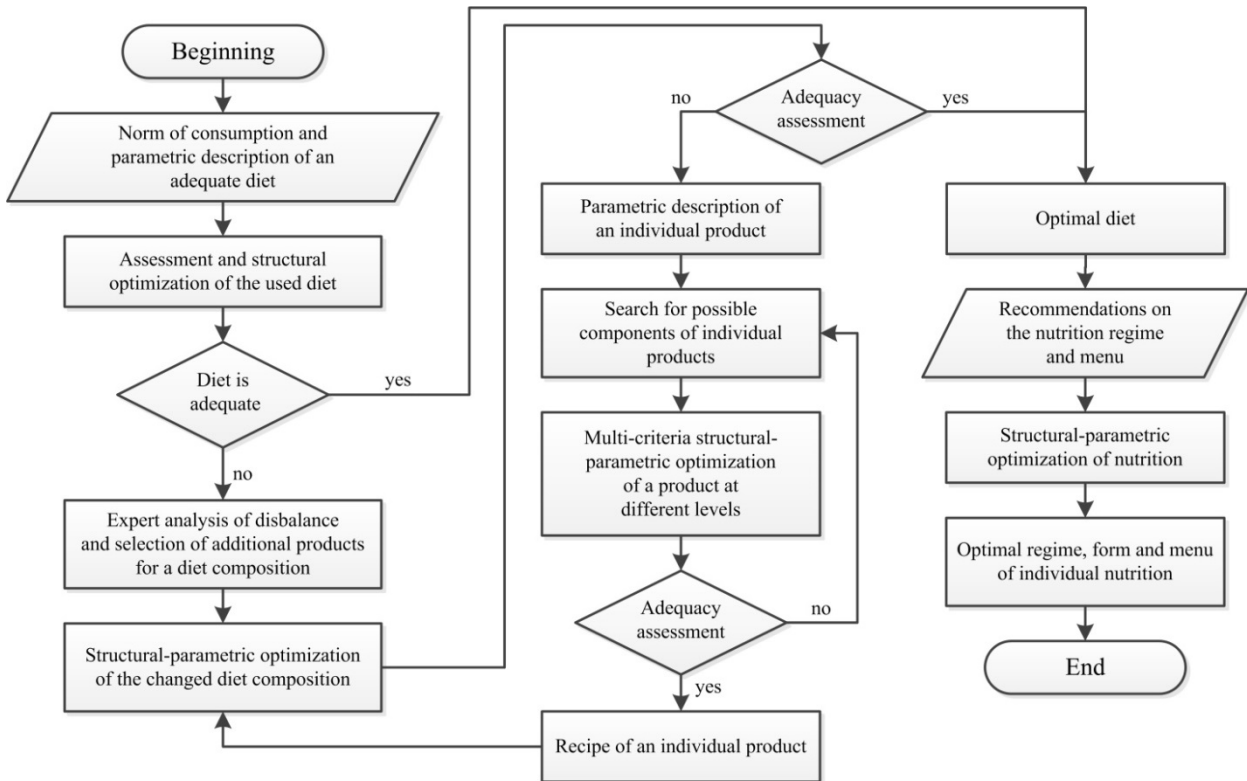 Beginning
Norm of consumption and
parametric description of an
adequate diet
Assessment and structural
optimization of the used diet
Diet is
adequate
yes
no
Expert analysis of disbalance
and selection of additional products
for a diet composition
Structural-parametric optimization
of the changed diet composition
Adequacy
assessment
no
yes
Parametric description of
an individual product
Search for possible
components of individual
products
Multi-criteria structural-
parametric optimization
of a product at
different levels
Adequacy
assessment
no
yes
Recipe of an individual product
Optimal diet
Recommendations on
the nutrition regime
and menu
Structural-parametric
optimization of nutrition
Optimal regime, form and menu
of individual nutrition
End